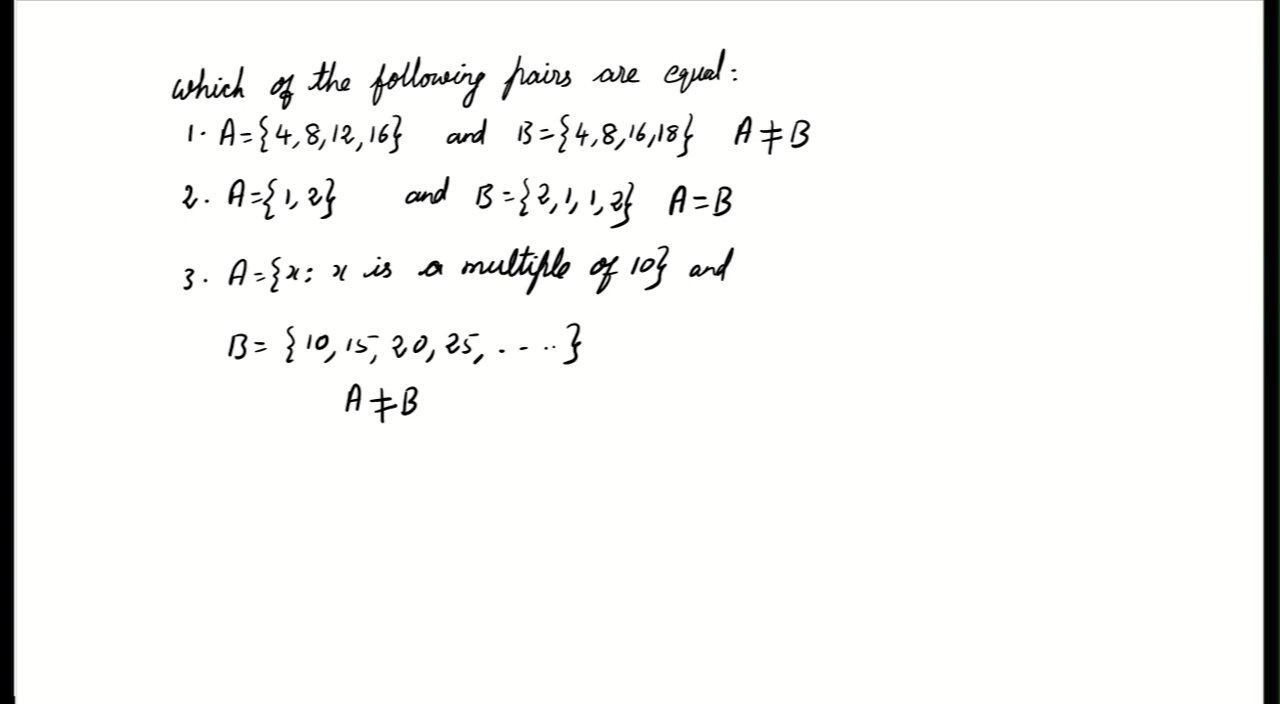 which of the following pairs are equal:
1. A={4,8,12,16} and B={4,8,16,18} A≠B
2. A={1,2} and B={2,1,1,2} A=B
3. A={x: x is a multiple of 10} and
B= {10,15,20,25,.....}
A≠B